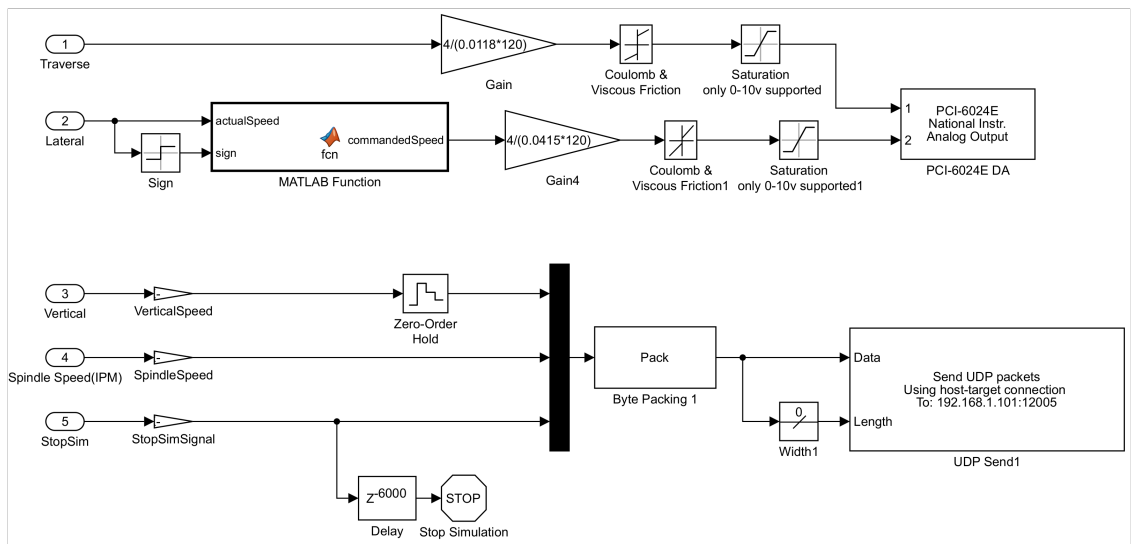 1
Traverse
4/(0.0118*120)
Gain
Coulomb &
Viscous Friction
Saturation
only 0-10v supported
2
Lateral
Sign
actualSpeed
sign
fcn
commandedSpeed
MATLAB Function
4/(0.0415*120)
Gain4
Coulomb &
Viscous Friction1
Saturation
only 0-10v supported1
1
2
PCI-6024E
National Instr.
Analog Output
PCI-6024E DA
3
Vertical
-
VerticalSpeed
Zero-Order
Hold
4
Spindle Speed(IPM)
-
SpindleSpeed
5
StopSim
-
StopSimSignal
Z-6000
Delay
STOP
Stop Simulation
Pack
Byte Packing 1
0
Width1
Data
Length
Send UDP packets
Using host-target connection
To: 192.168.1.101:12005
UDP Send1